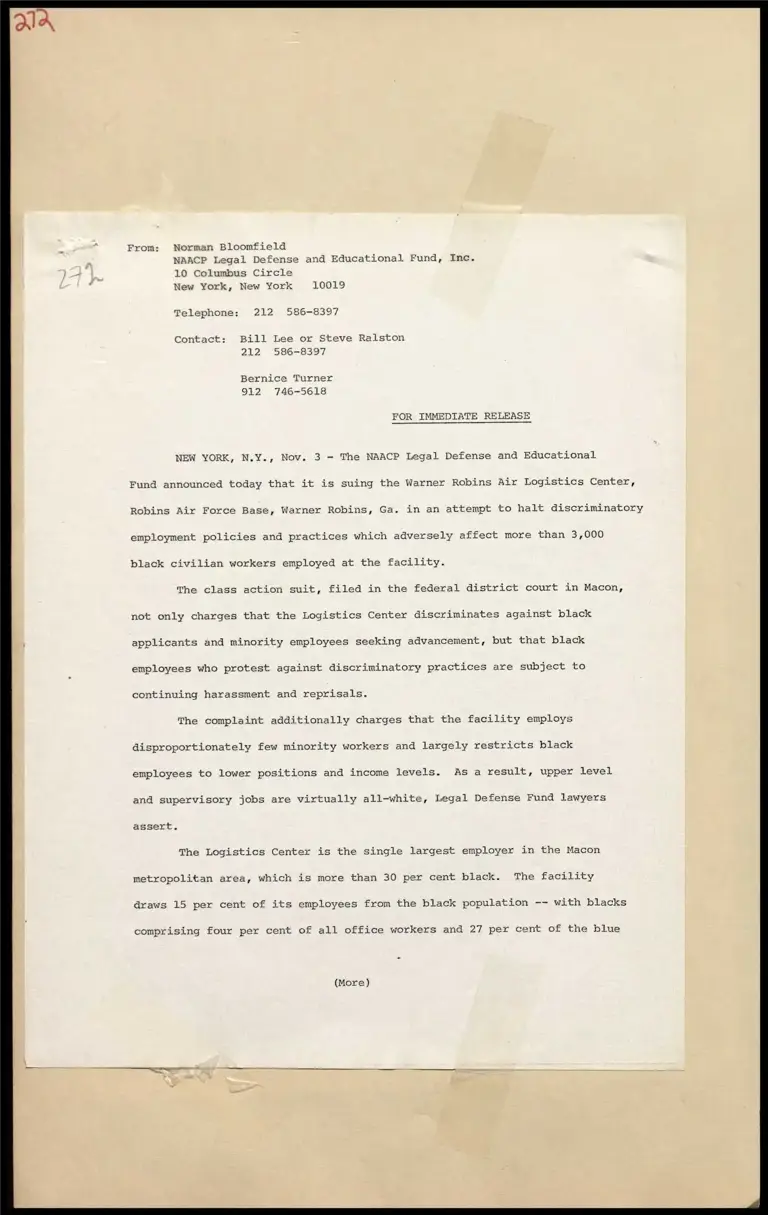 272
272
From: Norman Bloomfield
NAACP Legal Defense and Educational Fund, Inc.
10 Columbus Circle
New York, New York 10019
Telephone: 212 586-8397
Contact: Bill Lee or Steve Ralston
212 586-8397
Bernice Turner
912 746-5618
FOR IMMEDIATE RELEASE
NEW YORK, N.Y., Nov. 3 - The NAACP Legal Defense and Educational
Fund announced today that it is suing the Warner Robins Air Logistics Center,
Robins Air Force Base, Warner Robins, Ga. in an attempt to halt discriminatory
employment policies and practices which adversely affect more than 3,000
black civilian workers employed at the facility.
The class action suit, filed in the federal district court in Macon,
not only charges that the Logistics Center discriminates against black
applicants and minority employees seeking advancement, but that black
employees who protest against discriminatory practices are subject to
continuing harassment and reprisals.
The complaint additionally charges that the facility employs
disproportionately few minority workers and largely restricts black
employees to lower positions and income levels. As a result, upper level
and supervisory jobs are virtually all-white, Legal Defense Fund lawyers
assert.
The Logistics Center is the single largest employer in the Macon
metropolitan area, which is more than 30 per cent black. The facility
draws 15 per cent of its employees from the black population -- with blacks
comprising four per cent of all office workers and 27 per cent of the blue
(More)